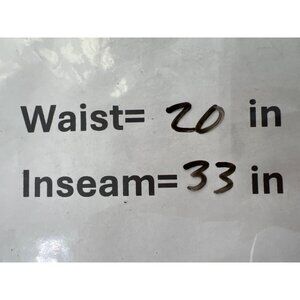 Waist= 20 in
Inseam= 33 in